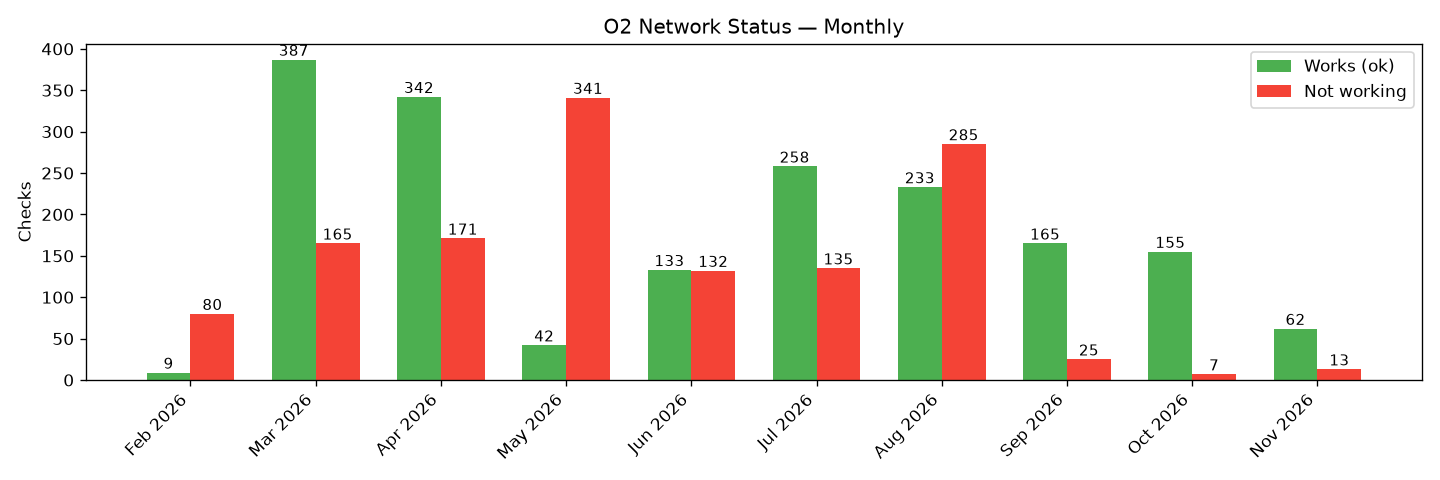 O2 Network Status — Monthly
Works (ok)
Not working
Checks
400
350
300
250
200
150
100
50
0
9
80
387
165
342
171
42
341
133
132
258
135
233
285
165
25
155
7
62
13
Feb 2026
Mar 2026
Apr 2026
May 2026
Jun 2026
Jul 2026
Aug 2026
Sep 2026
Oct 2026
Nov 2026